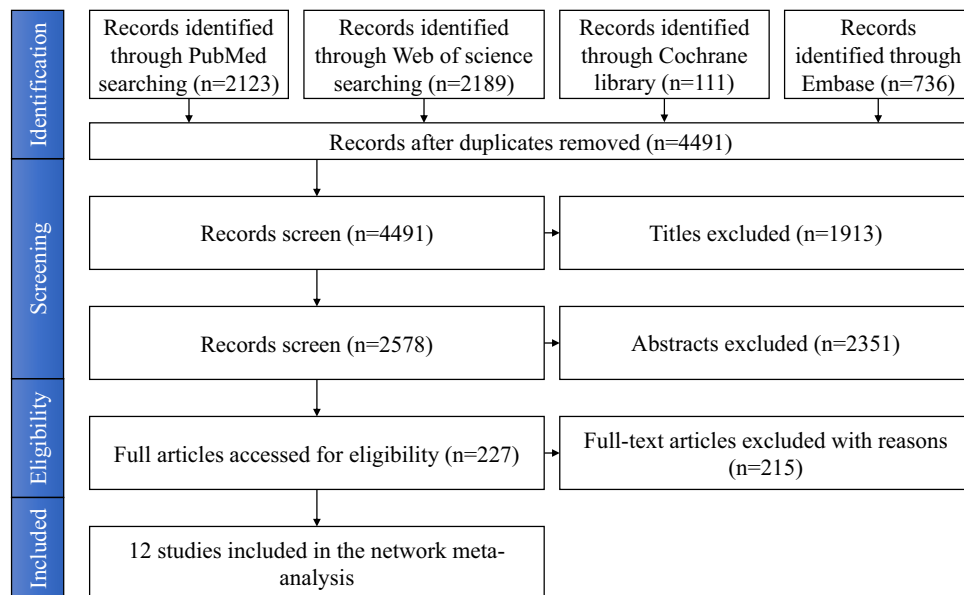 Identification
Records identified
through PubMed
searching (n=2123)
Records identified
through Web of science
searching (n=2189)
Records identified
through Cochrane
library (n=111)
Records
identified through
Embase (n=736)
Records after duplicates removed (n=4491)
Screening
Records screen (n=4491)
Titles excluded (n=1913)
Records screen (n=2578)
Abstracts excluded (n=2351)
Eligibility
Full articles accessed for eligibility (n=227)
Full-text articles excluded with reasons
(n=215)
Included
12 studies included in the network meta-
analysis